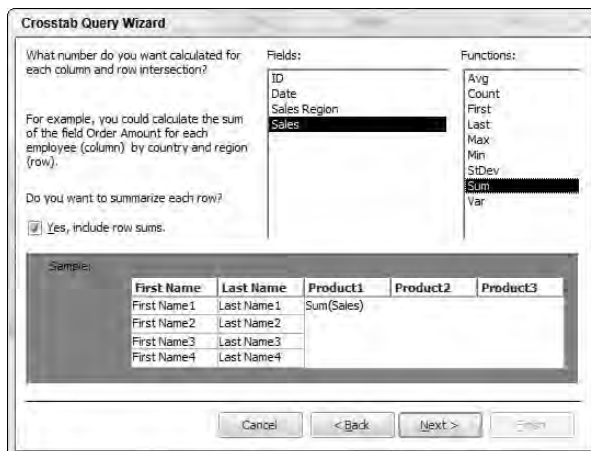 Crosstab Query Wizard
What number do you want calculated for
each column and row intersection?
For example, you could calculate the sum
of the field Order Amount for each
employee (column) by country and region
(row).
Do you want to summarize each row?
Yes, include row sums.
Fields:
ID
Date
Sales Region
Sales
Functions:
Avg
Count
First
Last
Max
Min
StDev
Sum
Var
Sample:
First Name Last Name Product1 Product2 Product3
First Name1 Last Name1 Sum(Sales)
First Name2 Last Name2
First Name3 Last Name3
First Name4 Last Name4
Cancel < Back Next > Finish